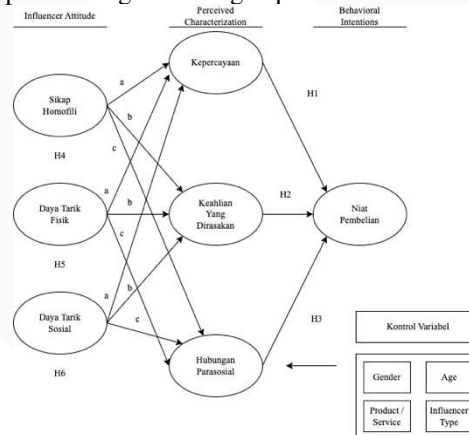 Influencer Attitude
Perceived
Characterization
Behavioral
Intentions
Kepercayaan
a
H1
Sikap
Homofili
b
c
H4
a
Daya Tarik
Fisik
b
Keahlian
Yang
Dirasakan
H2
Niat
Pembelian
c
H5
a
b
H3
Daya Tarik
Sosial
c
Kontrol Variabel
H6
Hubungan
Parasosial
Gender
Age
Product /
Service
Influencer
Type